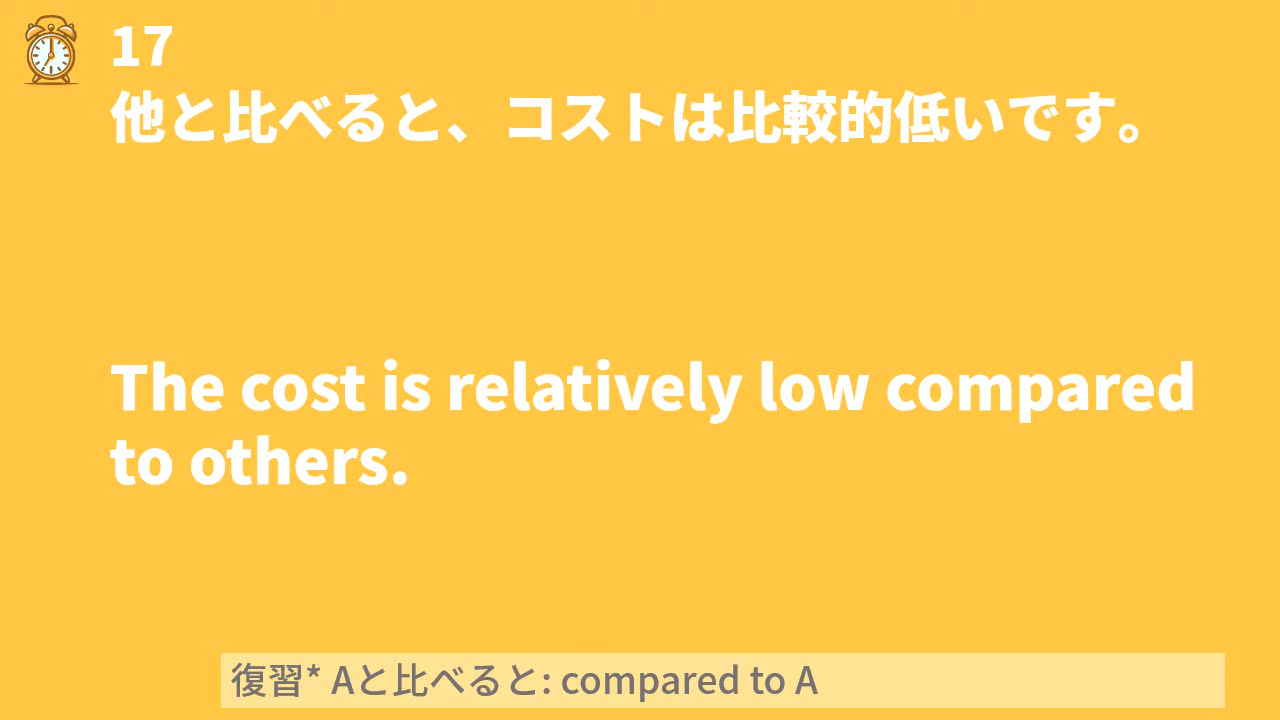 17
他と比べると、コストは比較的低いです。
The cost is relatively low compared
to others.
復習* Aと比べると: compared to A